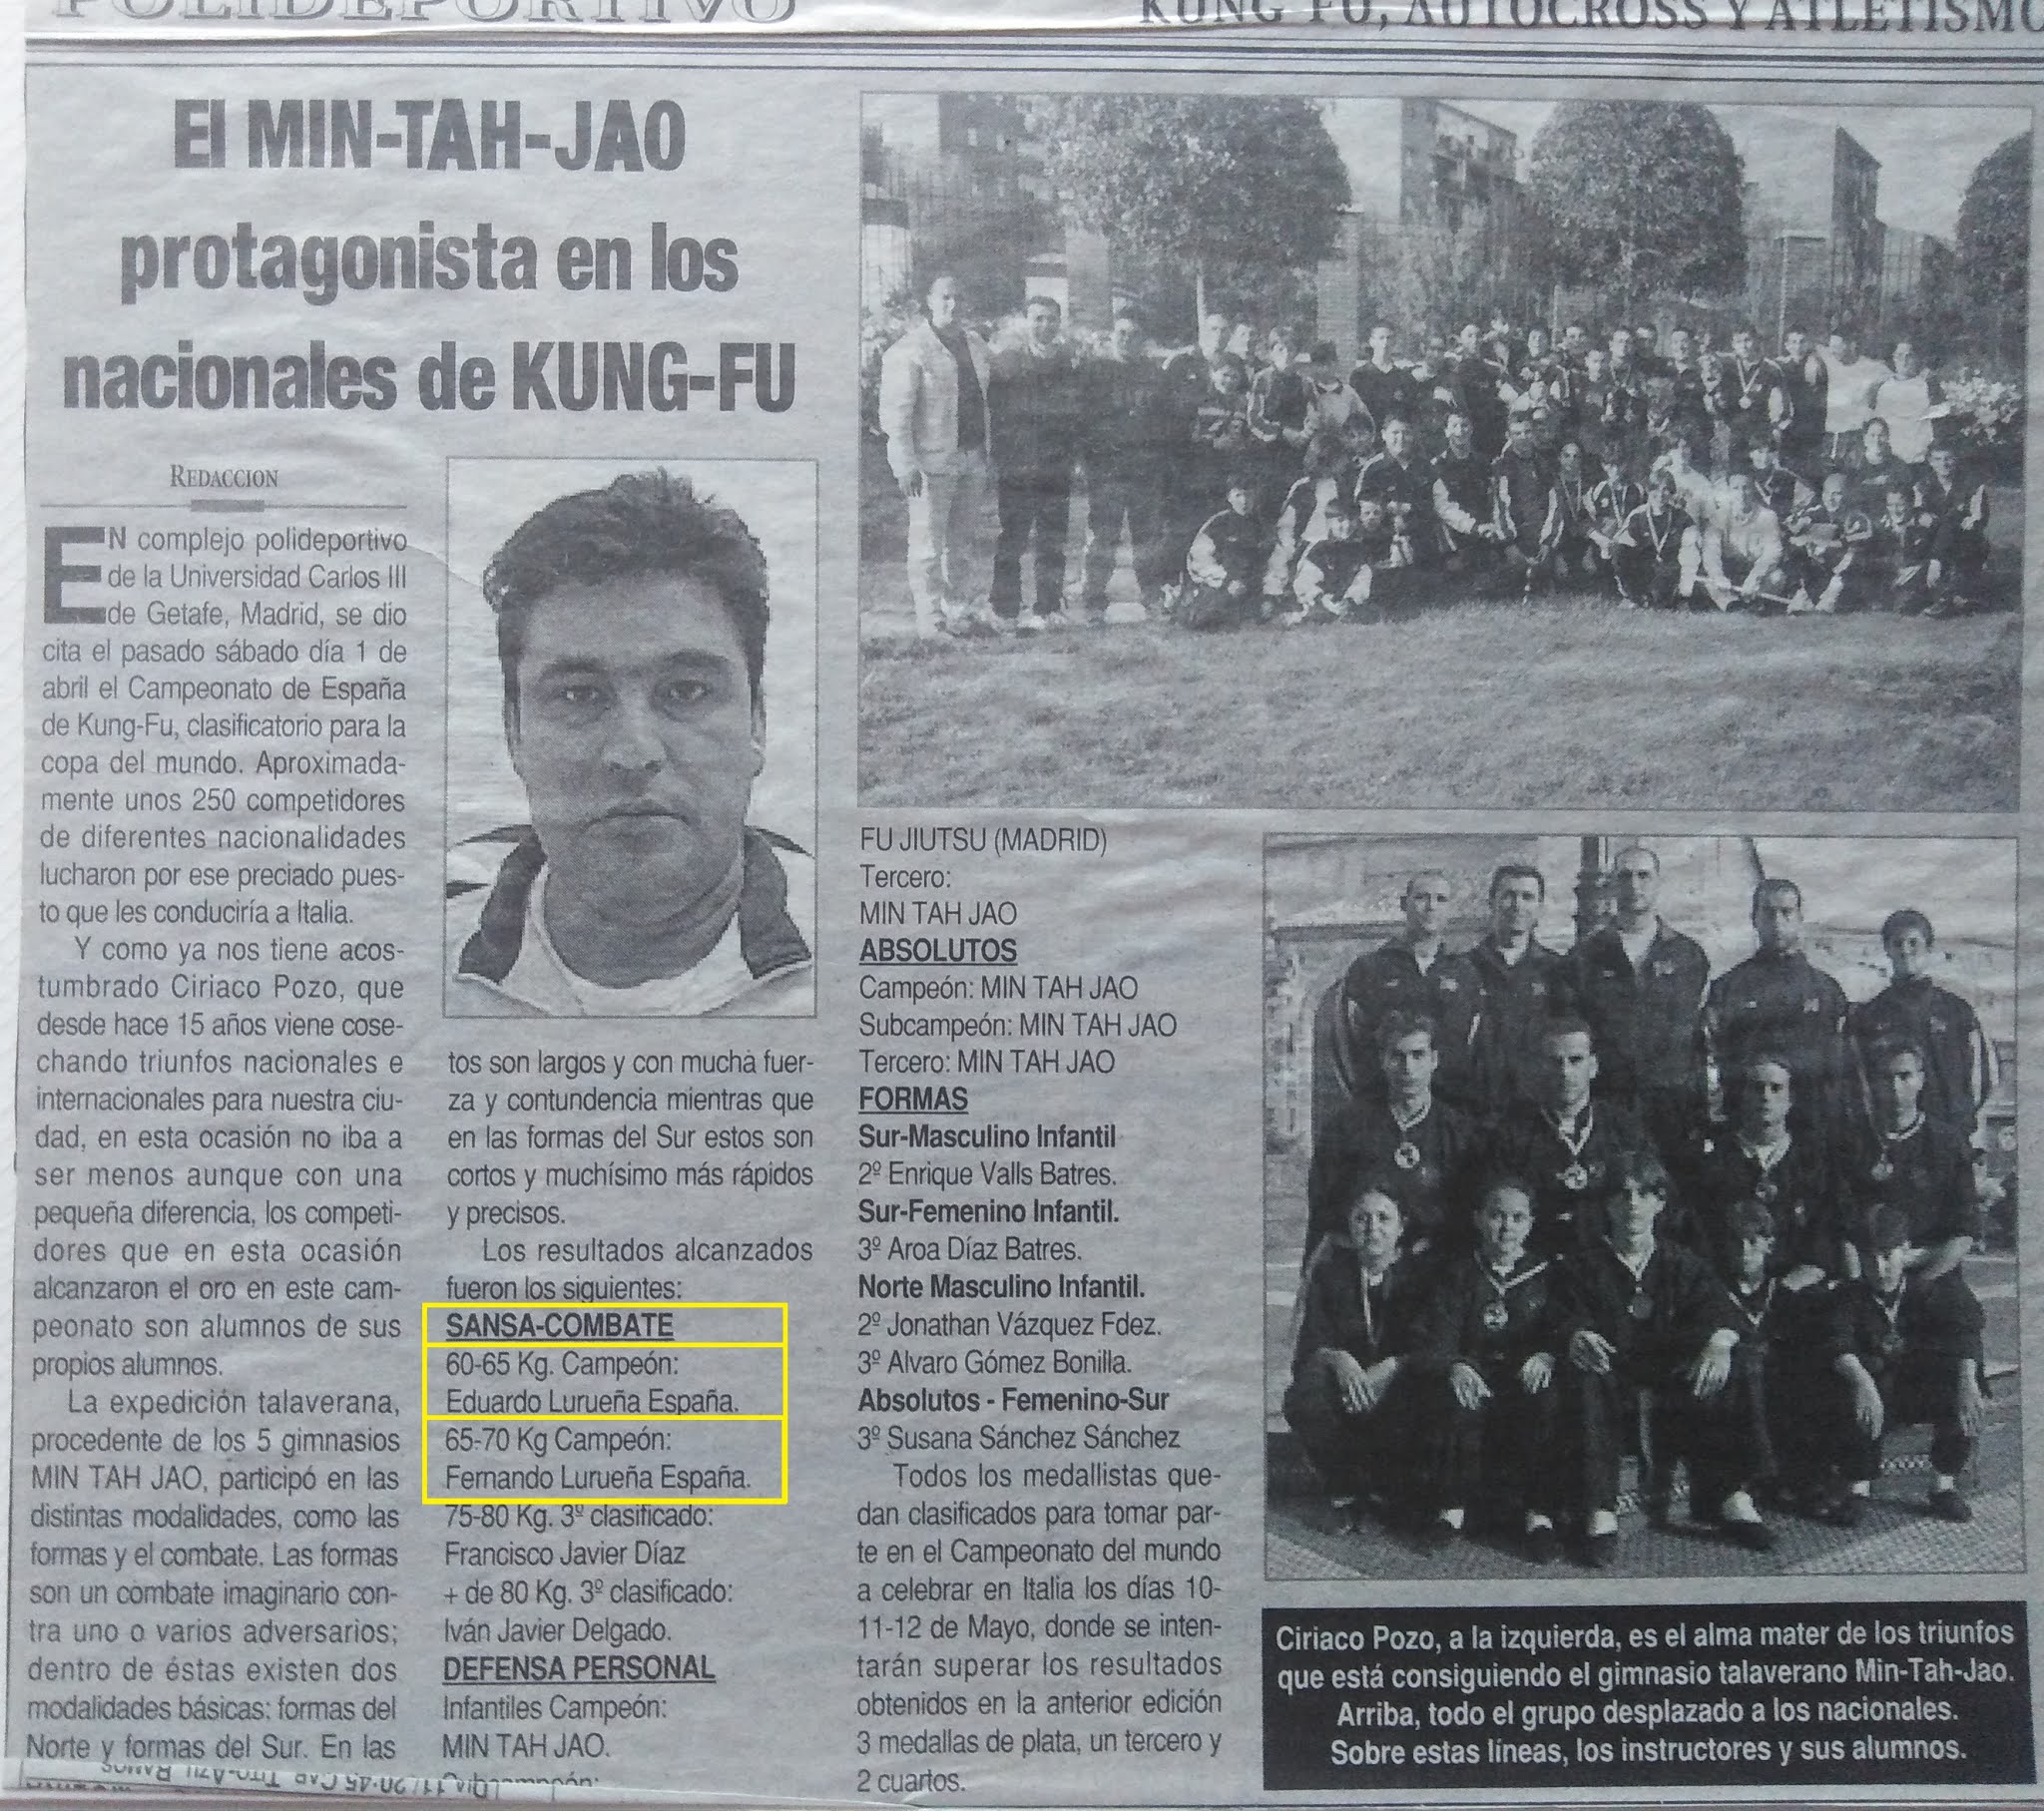 POLIDEPORTIVO
KUNG FU, AUTOCROSS Y ATLETISMO
El MIN-TAH-JAO
protagonista en los
nacionales de KUNG-FU
REDACCION
EN complejo polideportivo
de la Universidad Carlos III
de Getafe, Madrid, se dio
cita el pasado sábado día 1 de
abril el Campeonato de España
de Kung-Fu, clasificatorio para la
copa del mundo. Aproximada-
mente unos 250 competidores
de diferentes nacionalidades
lucharon por ese preciado pues-
to que les conduciría a Italia.
Y como ya nos tiene acos-
tumbrado Ciriaco Pozo, que
desde hace 15 años viene cose-
chando triunfos nacionales e
internacionales para nuestra ciu-
dad, en esta ocasión no iba a
ser menos aunque con una
pequeña diferencia, los competi-
dores que en esta ocasión
alcanzaron el oro en este cam-
peonato son alumnos de sus
propios alumnos.
La expedición talaverana,
procedente de los 5 gimnasios
MIN TAH JAO, participó en las
distintas modalidades, como las
formas y el combate. Las formas
son un combate imaginario con-
tra uno o varios adversarios;
dentro de éstas existen dos
modalidades básicas: formas del
Norte y formas del Sur. En las
tos son largos y con mucha fuer-
za y contundencia mientras que
en las formas del Sur estos son
cortos y muchísimo más rápidos
y precisos.
Los resultados alcanzados
fueron los siguientes:
SANSA-COMBATE
60-65 Kg. Campeón:
Eduardo Lurueña España.
65-70 Kg Campeón:
Fernando Lurueña España.
75-80 Kg. 3º clasificado:
Francisco Javier Díaz
+ de 80 Kg. 3º clasificado:
Iván Javier Delgado.
DEFENSA PERSONAL
Infantiles Campeón:
MIN TAH JAO.
FU JIUTSU (MADRID)
Tercero:
MIN TAH JAO
ABSOLUTOS
Campeón: MIN TAH JAO
Subcampeón: MIN TAH JAO
Tercero: MIN TAH JAO
FORMAS
Sur-Masculino Infantil
2º Enrique Valls Batres.
Sur-Femenino Infantil.
3º Aroa Díaz Batres.
Norte Masculino Infantil.
2º Jonathan Vázquez Fdez.
3º Alvaro Gómez Bonilla.
Absolutos - Femenino-Sur
3º Susana Sánchez Sánchez
Todos los medallistas que-
dan clasificados para tomar par-
te en el Campeonato del mundo
a celebrar en Italia los días 10-
11-12 de Mayo, donde se inten-
tarán superar los resultados
obtenidos en la anterior edición
3 medallas de plata, un tercero y
2 cuartos.
Ciriaco Pozo, a la izquierda, es el alma mater de los triunfos
que está consiguiendo el gimnasio talaverano Min-Tah-Jao.
Arriba, todo el grupo desplazado a los nacionales.
Sobre estas líneas, los instructores y sus alumnos.